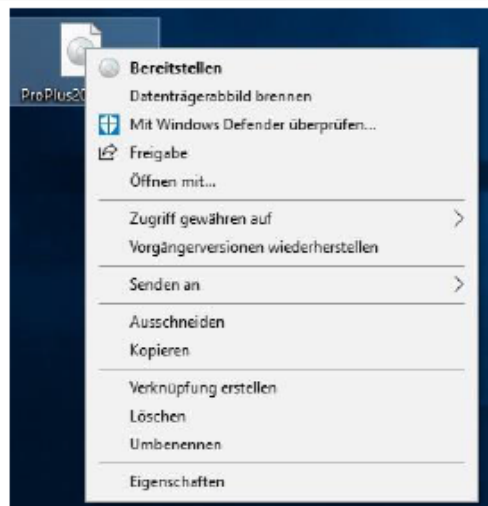 ProPlus20
Bereitstellen
Datenträgerabbild brennen
Mit Windows Defender überprüfen...
Freigabe
Öffnen mit...
Zugriff gewähren auf
Vorgängerversionen wiederherstellen
Senden an
Ausschneiden
Kopieren
Verknüpfung erstellen
Löschen
Umbenennen
Eigenschaften